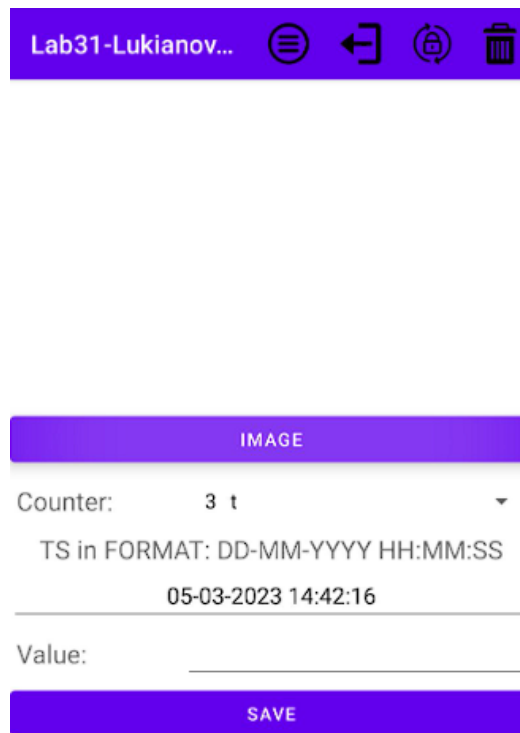 Lab31-Lukianov...
IMAGE
Counter: 3 t
TS in FORMAT: DD-MM-YYYY HH:MM:SS
05-03-2023 14:42:16
Value:
SAVE